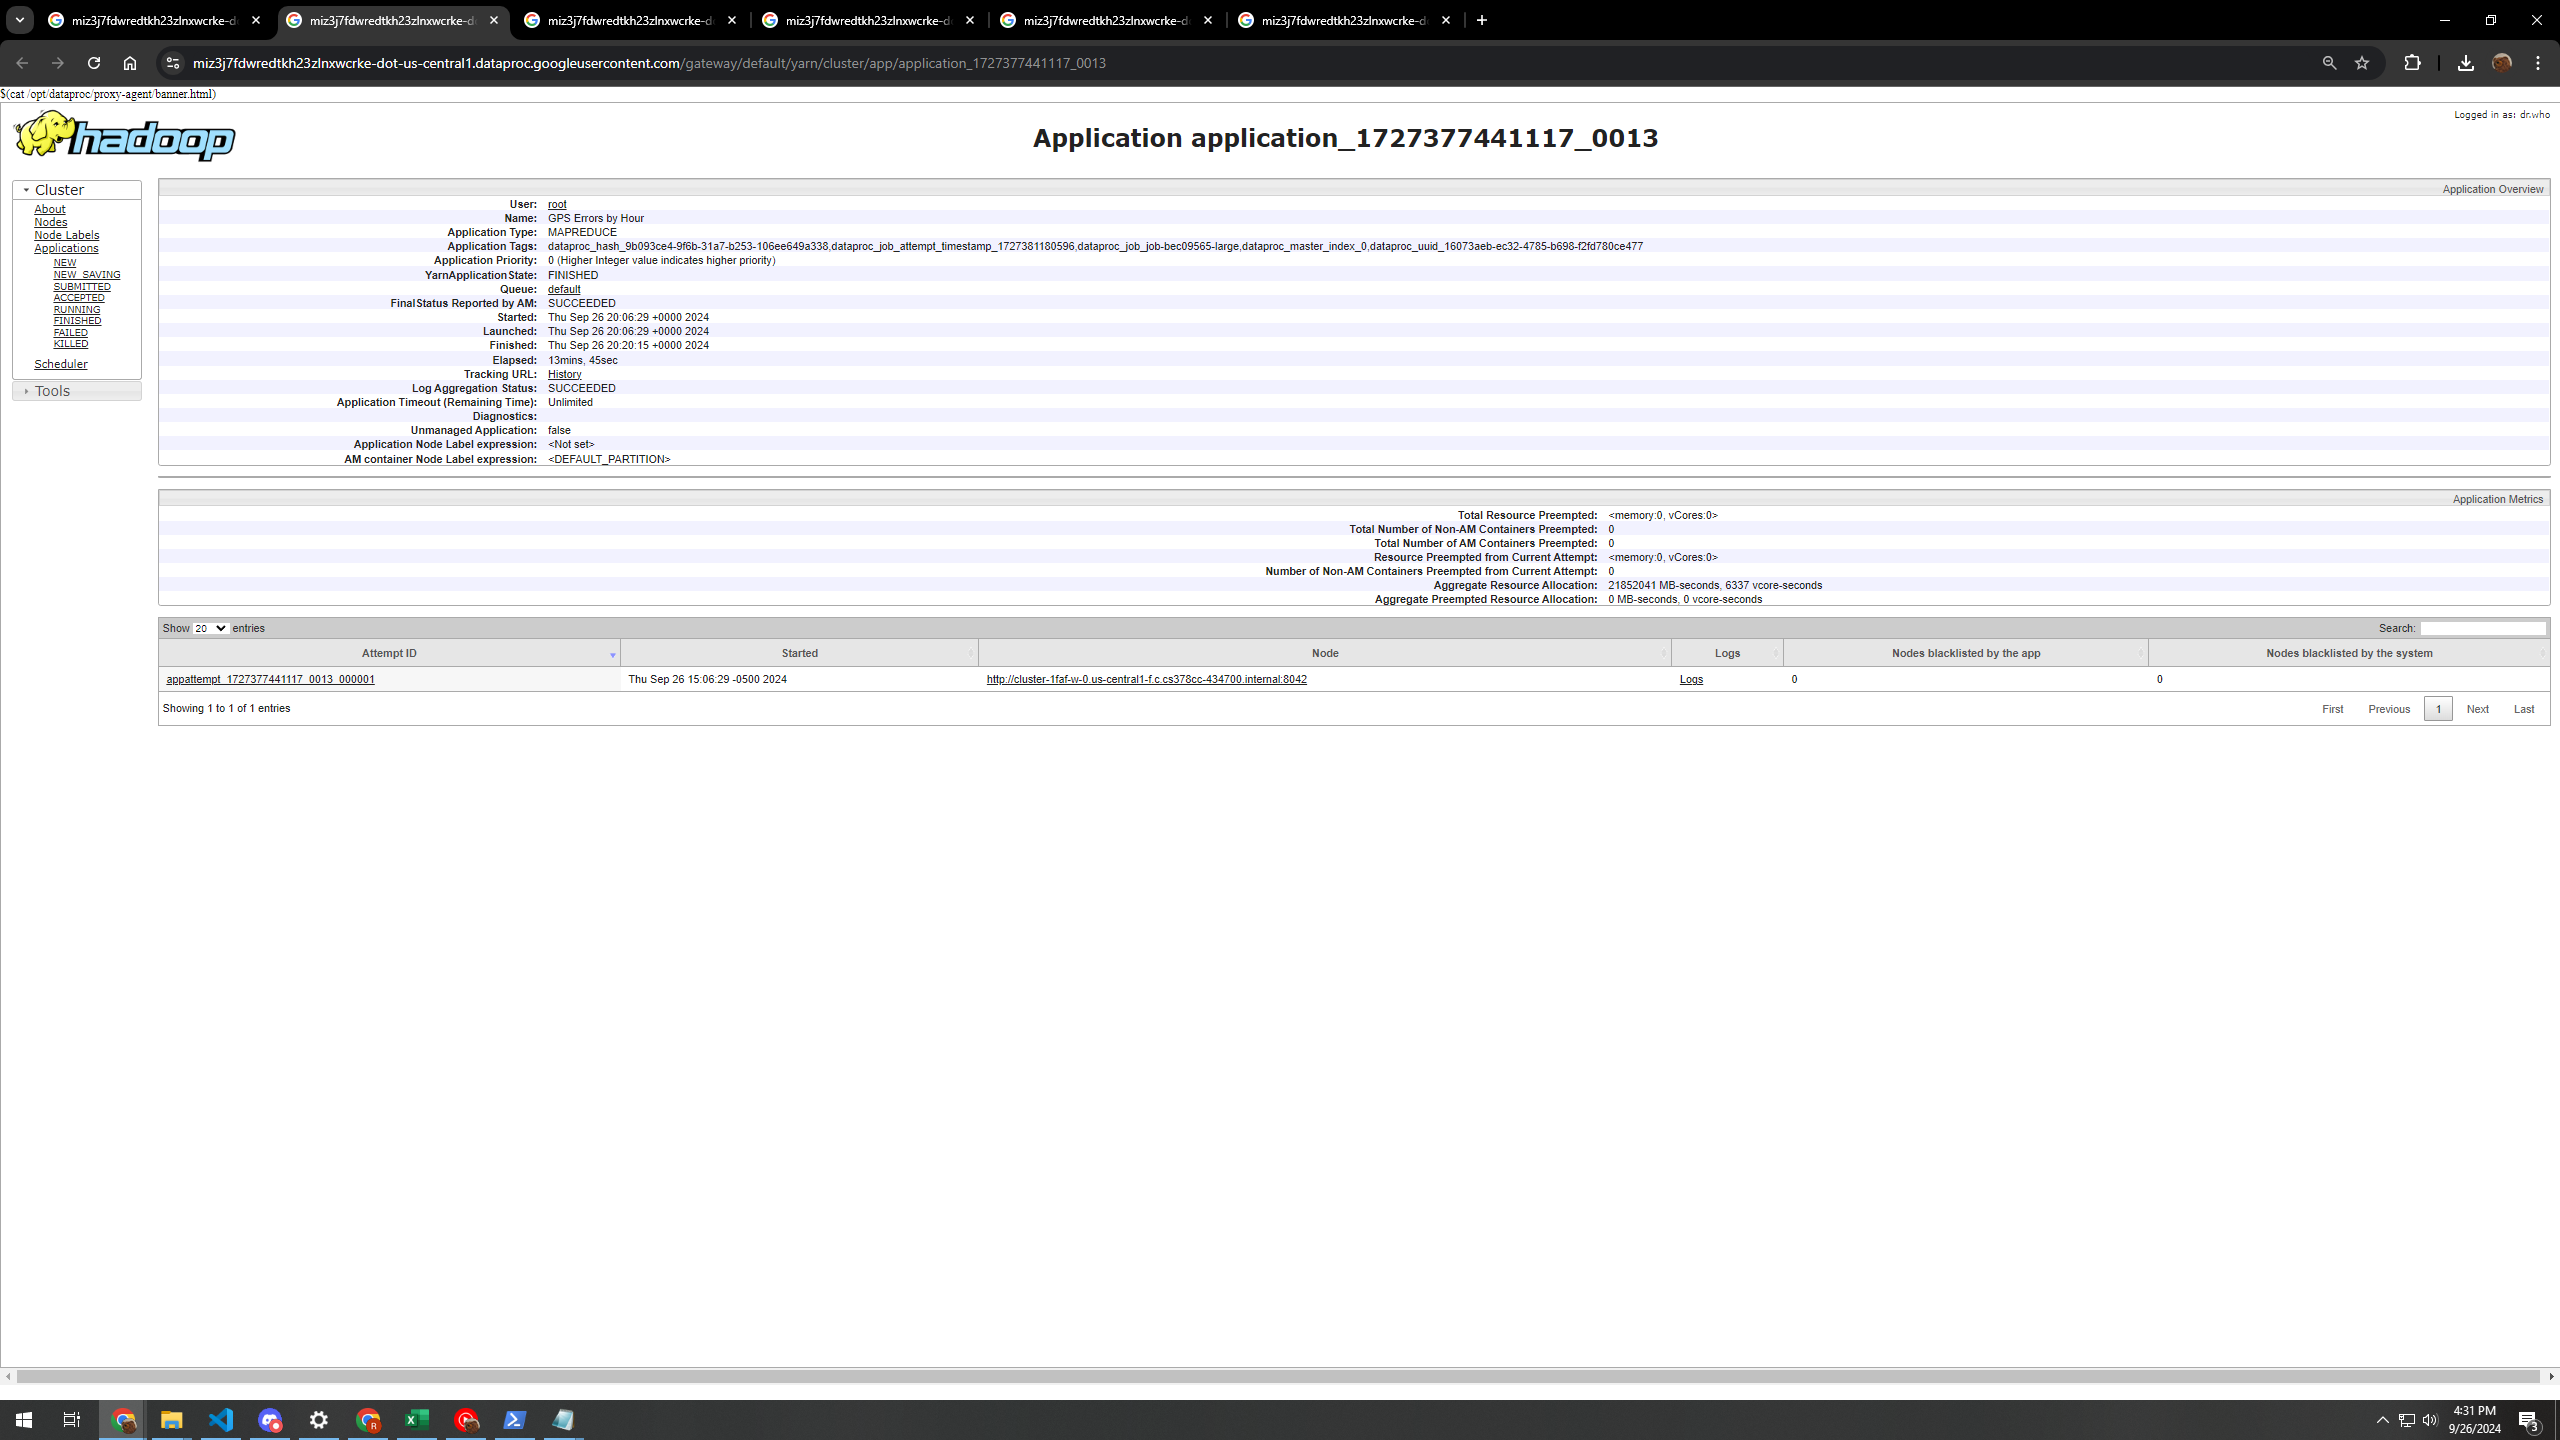 miz3j7fdwredtkh23zlnxwcrke-de miz3j7fdwredtkh23zlnxwcrke-de miz3j7fdwredtkh23zlnxwcrke-de miz3j7fdwredtkh23zlnxwcrke-de miz3j7fdwredtkh23zlnxwcrke-de miz3j7fdwredtkh23zlnxwcrke-de
miz3j7fdwredtkh23zlnxwcrke-dot-us-central1.dataproc.googleusercontent.com/gateway/default/yarn/cluster/app/application_1727377441117_0013
$(cat /opt/dataproc/proxy-agent/banner.html)
Logged in as: dr.who
hadoop
Application application_1727377441117_0013
Cluster
About
Nodes
Node Labels
Applications
NEW
NEW_SAVING
SUBMITTED
ACCEPTED
RUNNING
FINISHED
FAILED
KILLED
Scheduler
Tools
Application Overview
User: root
Name: GPS Errors by Hour
Application Type: MAPREDUCE
Application Tags: dataproc_hash_9b093ce4-9f6b-31a7-b253-106ee649a338,dataproc_job_attempt_timestamp_1727381180596,dataproc_job_job-bec09565-large,dataproc_master_index_0,dataproc_uuid_16073aeb-ec32-4785-b698-f2fd780ce477
Application Priority: 0 (Higher Integer value indicates higher priority)
YarnApplicationState: FINISHED
Queue: default
FinalStatus Reported by AM: SUCCEEDED
Started: Thu Sep 26 20:06:29 +0000 2024
Launched: Thu Sep 26 20:06:29 +0000 2024
Finished: Thu Sep 26 20:20:15 +0000 2024
Elapsed: 13mins, 45sec
Tracking URL: History
Log Aggregation Status: SUCCEEDED
Application Timeout (Remaining Time): Unlimited
Diagnostics:
Unmanaged Application: false
Application Node Label expression: <Not set>
AM container Node Label expression: <DEFAULT_PARTITION>
Application Metrics
Total Resource Preempted: <memory:0, vCores:0>
Total Number of Non-AM Containers Preempted: 0
Total Number of AM Containers Preempted: 0
Resource Preempted from Current Attempt: <memory:0, vCores:0>
Number of Non-AM Containers Preempted from Current Attempt: 0
Aggregate Resource Allocation: 21852041 MB-seconds, 6337 vcore-seconds
Aggregate Preempted Resource Allocation: 0 MB-seconds, 0 vcore-seconds
Show 20 entries Search:
Attempt ID Started Node Logs Nodes blacklisted by the app Nodes blacklisted by the system
appattempt_1727377441117_0013_000001 Thu Sep 26 15:06:29 -0500 2024 http://cluster-1faf-w-0.us-central1-f.c.cs378cc-434700.internal:8042 Logs 0 0
Showing 1 to 1 of 1 entries First Previous 1 Next Last
4:31 PM
9/26/2024
3